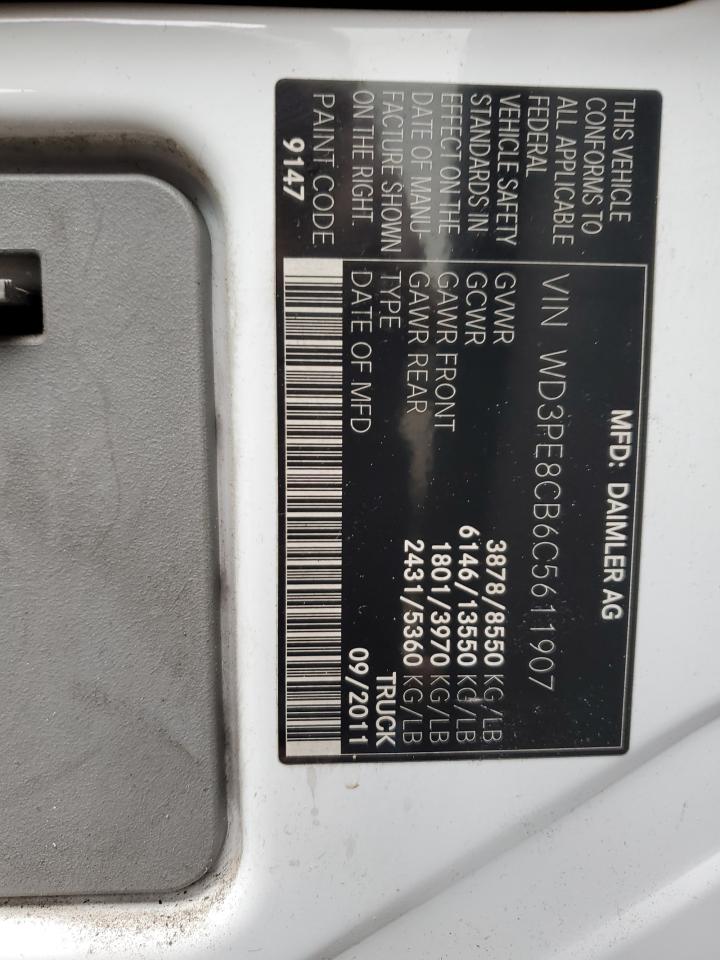 THIS VEHICLE
CONFORMS TO
ALL APPLICABLE
FEDERAL
VEHICLE SAFETY
STANDARDS IN
EFFECT ON THE
DATE OF MANU-
FACTURE SHOWN
ON THE RIGHT.
PAINT CODE
9147
MFD: DAIMLER AG
VIN WD3PE8CB6C5611907
GVWR 3878/8550 KG/LB
GCWR 6146/13550 KG/LB
GAWR FRONT 1801/3970 KG/LB
GAWR REAR 2431/5360 KG/LB
TYPE TRUCK
DATE OF MFD 09/2011